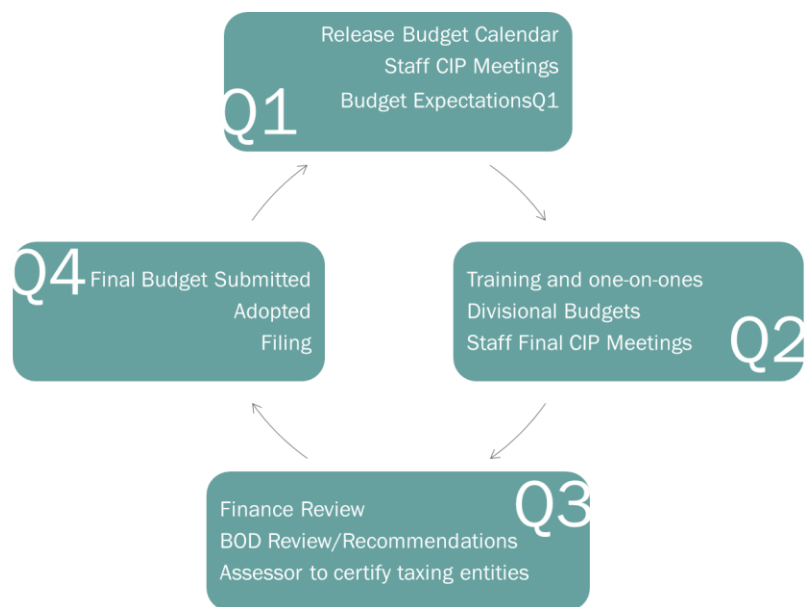 Release Budget Calendar
Staff CIP Meetings
Budget ExpectationsQ1
Q1
Training and one-on-ones
Divisional Budgets
Staff Final CIP Meetings
Q2
Q3
Finance Review
BOD Review/Recommendations
Assessor to certify taxing entities
Q4
Final Budget Submitted
Adopted
Filing